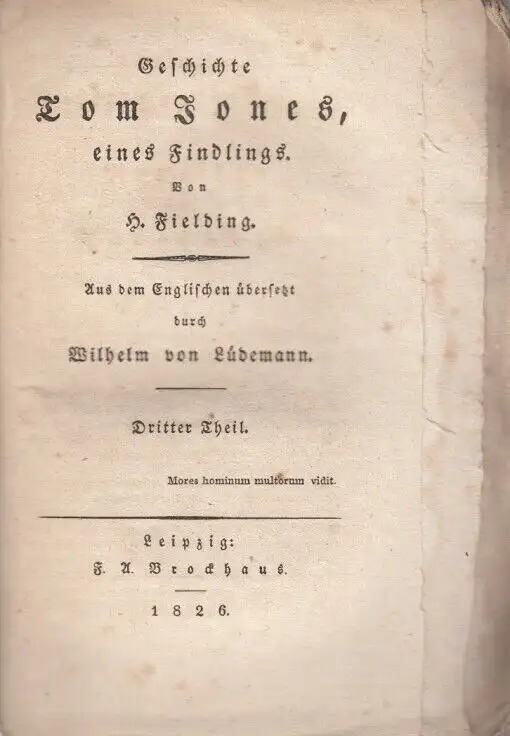 Geschichte
Tom Jones,
eines Findlings.
Von
H. Fielding.
Aus dem Englischen übersetzt
durch
Wilhelm von Lüdemann.
Dritter Theil.
Mores hominum multorum vidit.
Leipzig:
F. A. Brockhaus.
1826.